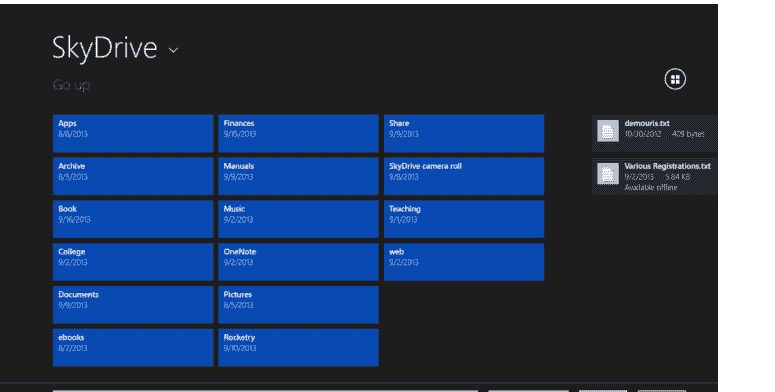 SkyDrive
Go up
Apps
8/8/2013
Archive
8/5/2013
Book
9/16/2013
College
9/2/2013
Documents
9/9/2013
ebooks
8/7/2013
Finances
9/15/2013
Manuals
9/9/2013
Music
9/2/2013
OneNote
9/2/2013
Pictures
8/5/2013
Rocketry
9/10/2013
Share
9/9/2013
SkyDrive camera roll
9/8/2013
Teaching
9/1/2013
web
9/2/2013
demouris.txt
10/30/2012 409 bytes
Various Registrations.txt
9/2/2013 5.84 KB
Available offline